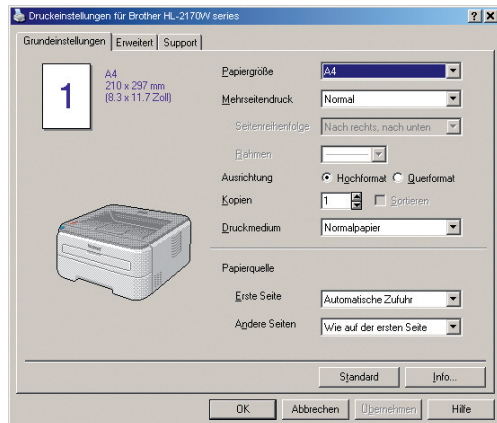 Druckeinstellungen für Brother HL-2170W series
Grundeinstellungen Erweitert Support
1
A4
210 x 297 mm
(8.3 x 11.7 Zoll)
Papiergröße A4
Mehrseitendruck Normal
Seitenreihenfolge Nach rechts, nach unten
Rahmen
Ausrichtung Hochformat Querformat
Kopien 1 Sortieren
Druckmedium Normalpapier
Papierquelle
Erste Seite Automatische Zufuhr
Andere Seiten Wie auf der ersten Seite
Standard Info...
OK Abbrechen Übernehmen Hilfe